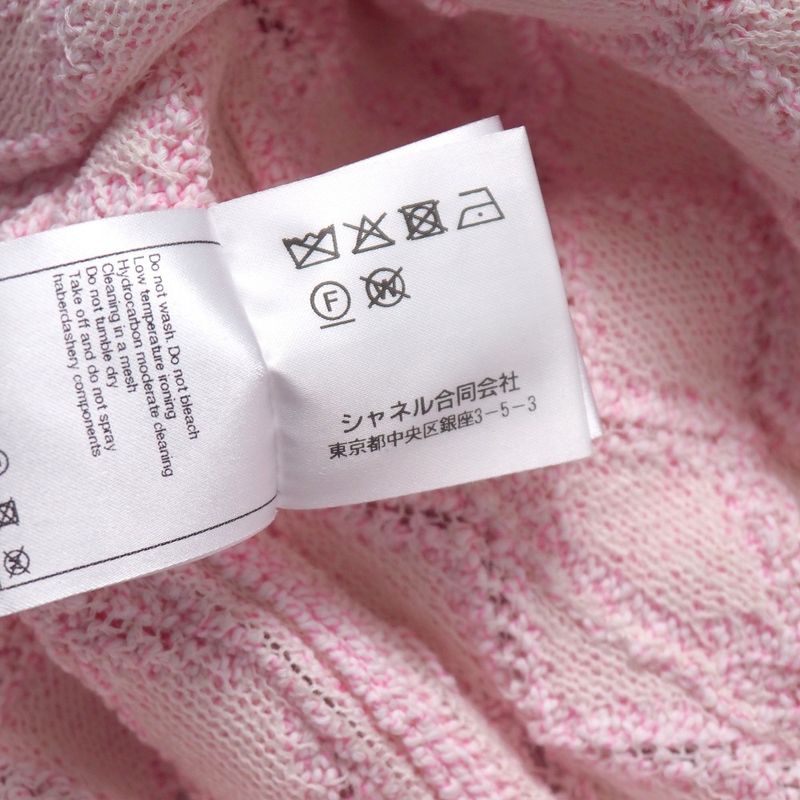 Do not wash. Do not bleach
Low temperature ironing
Hydrocarbon moderate cleaning
Cleaning in a mesh
Do not tumble dry
Take off and do not spray
haberdashery components
F
W
シャネル合同会社
東京都中央区銀座3-5-3